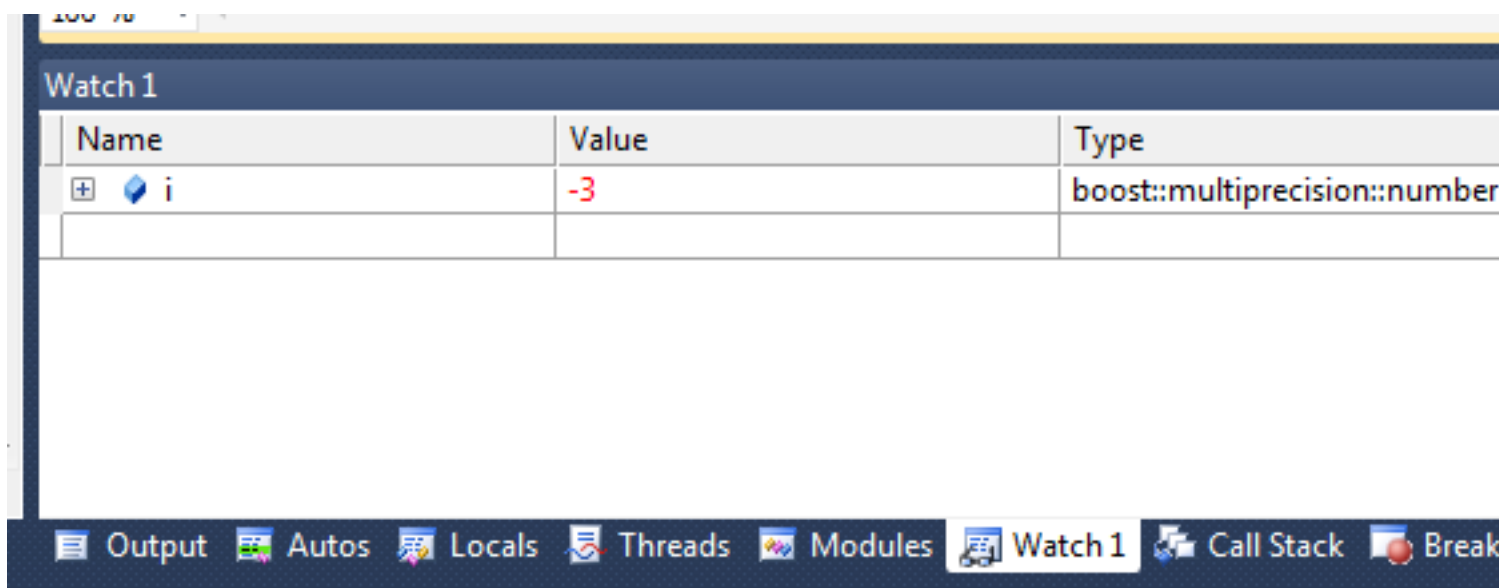 100 %
Watch 1
Name Value Type
i -3 boost::multiprecision::number
Output Autos Locals Threads Modules Watch 1 Call Stack Break